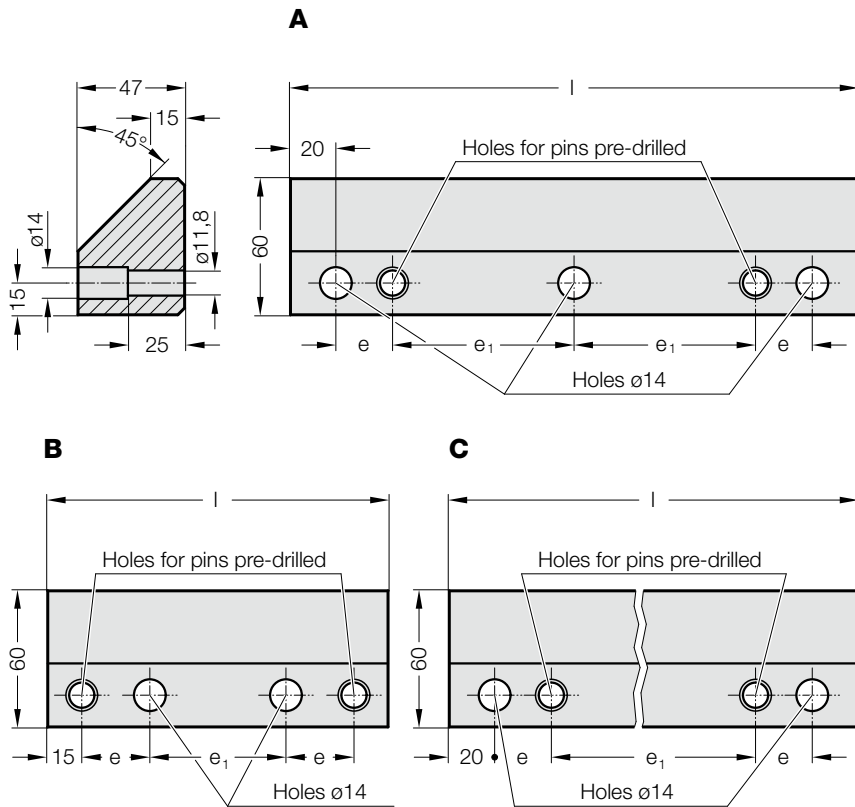 A
47
15
45°
ø14
ø11,8
15
25
l
20
Holes for pins pre-drilled
60
e
e₁
e₁
e
Holes ø14
B
l
Holes for pins pre-drilled
60
15
e
e₁
e
Holes ø14
C
l
Holes for pins pre-drilled
60
20
e
e₁
e
Holes ø14